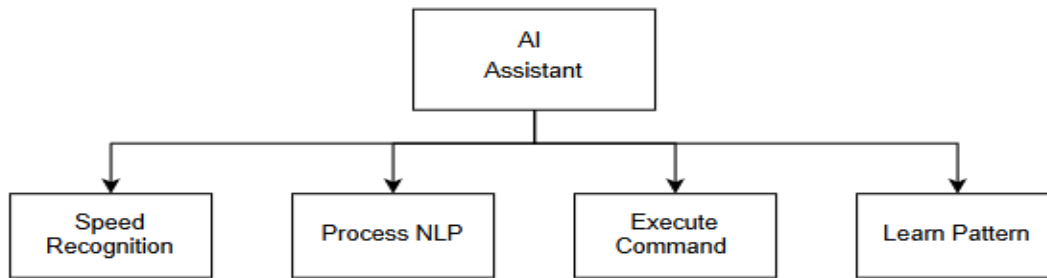 AI
Assistant
Speed
Recognition
Process NLP
Execute
Command
Learn Pattern